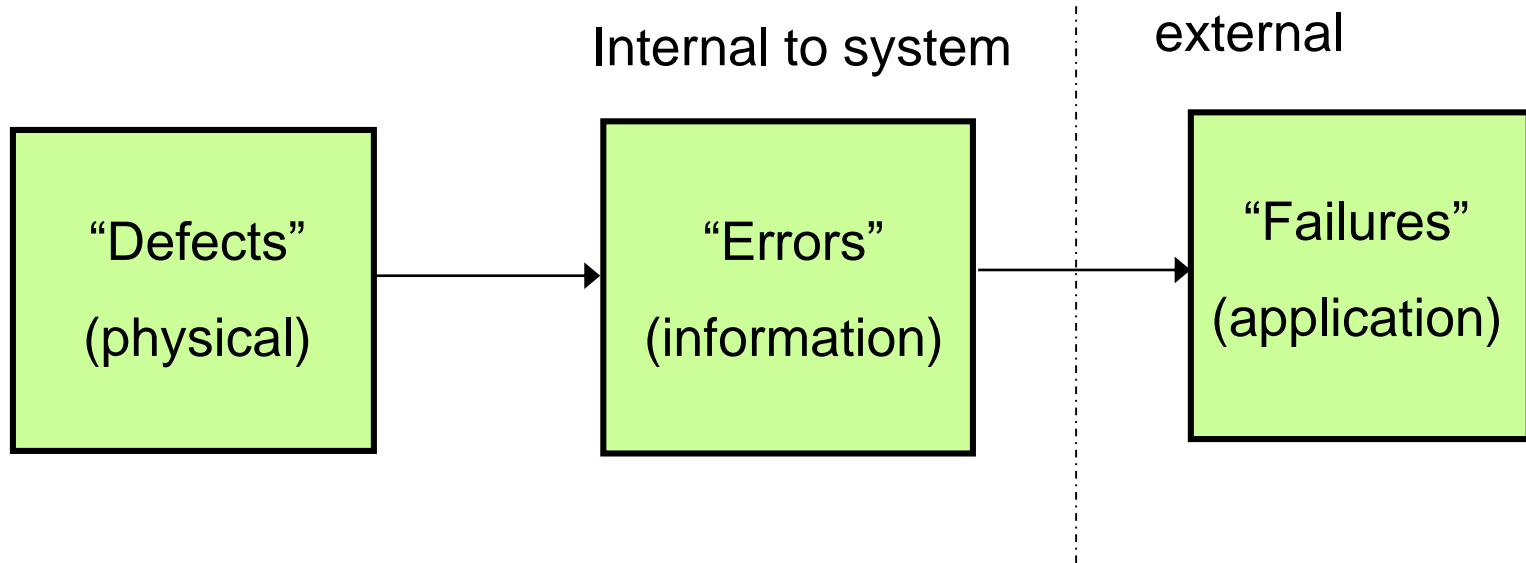 Internal to system
external
“Defects”
(physical)
“Errors”
(information)
“Failures”
(application)